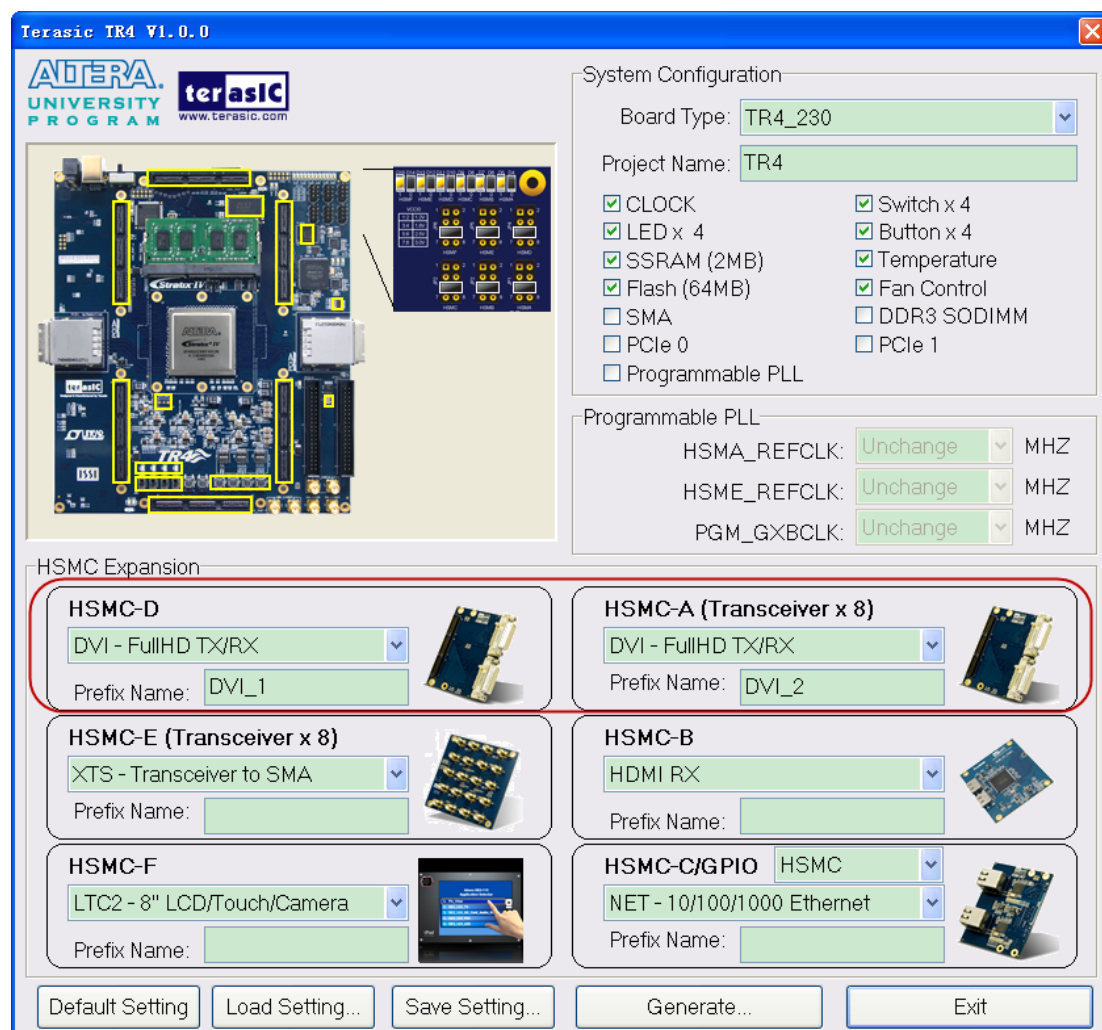 Terasic TR4 V1.0.0
ALTERA.
UNIVERSITY
PROGRAM
terasIC
www.terasic.com
System Configuration
Board Type: TR4_230
Project Name: TR4
CLOCK
Switch x 4
LED x 4
Button x 4
SSRAM (2MB)
Temperature
Flash (64MB)
Fan Control
SMA
DDR3 SODIMM
PCIe 0
PCIe 1
Programmable PLL
Stratix IV
ALTERA
terasIC
TR4
ISSI
Programmable PLL
HSMA_REFCLK: Unchange MHZ
HSME_REFCLK: Unchange MHZ
PGM_GXBCLK: Unchange MHZ
HSMC Expansion
HSMC-D
DVI - FullHD TX/RX
Prefix Name: DVI_1
HSMC-A (Transceiver x 8)
DVI - FullHD TX/RX
Prefix Name: DVI_2
HSMC-E (Transceiver x 8)
XTS - Transceiver to SMA
Prefix Name:
HSMC-B
HDMI RX
Prefix Name:
HSMC-F
LTC2 - 8" LCD/Touch/Camera
Prefix Name:
HSMC-C/GPIO HSMC
NET - 10/100/1000 Ethernet
Prefix Name:
Default Setting
Load Setting...
Save Setting...
Generate...
Exit